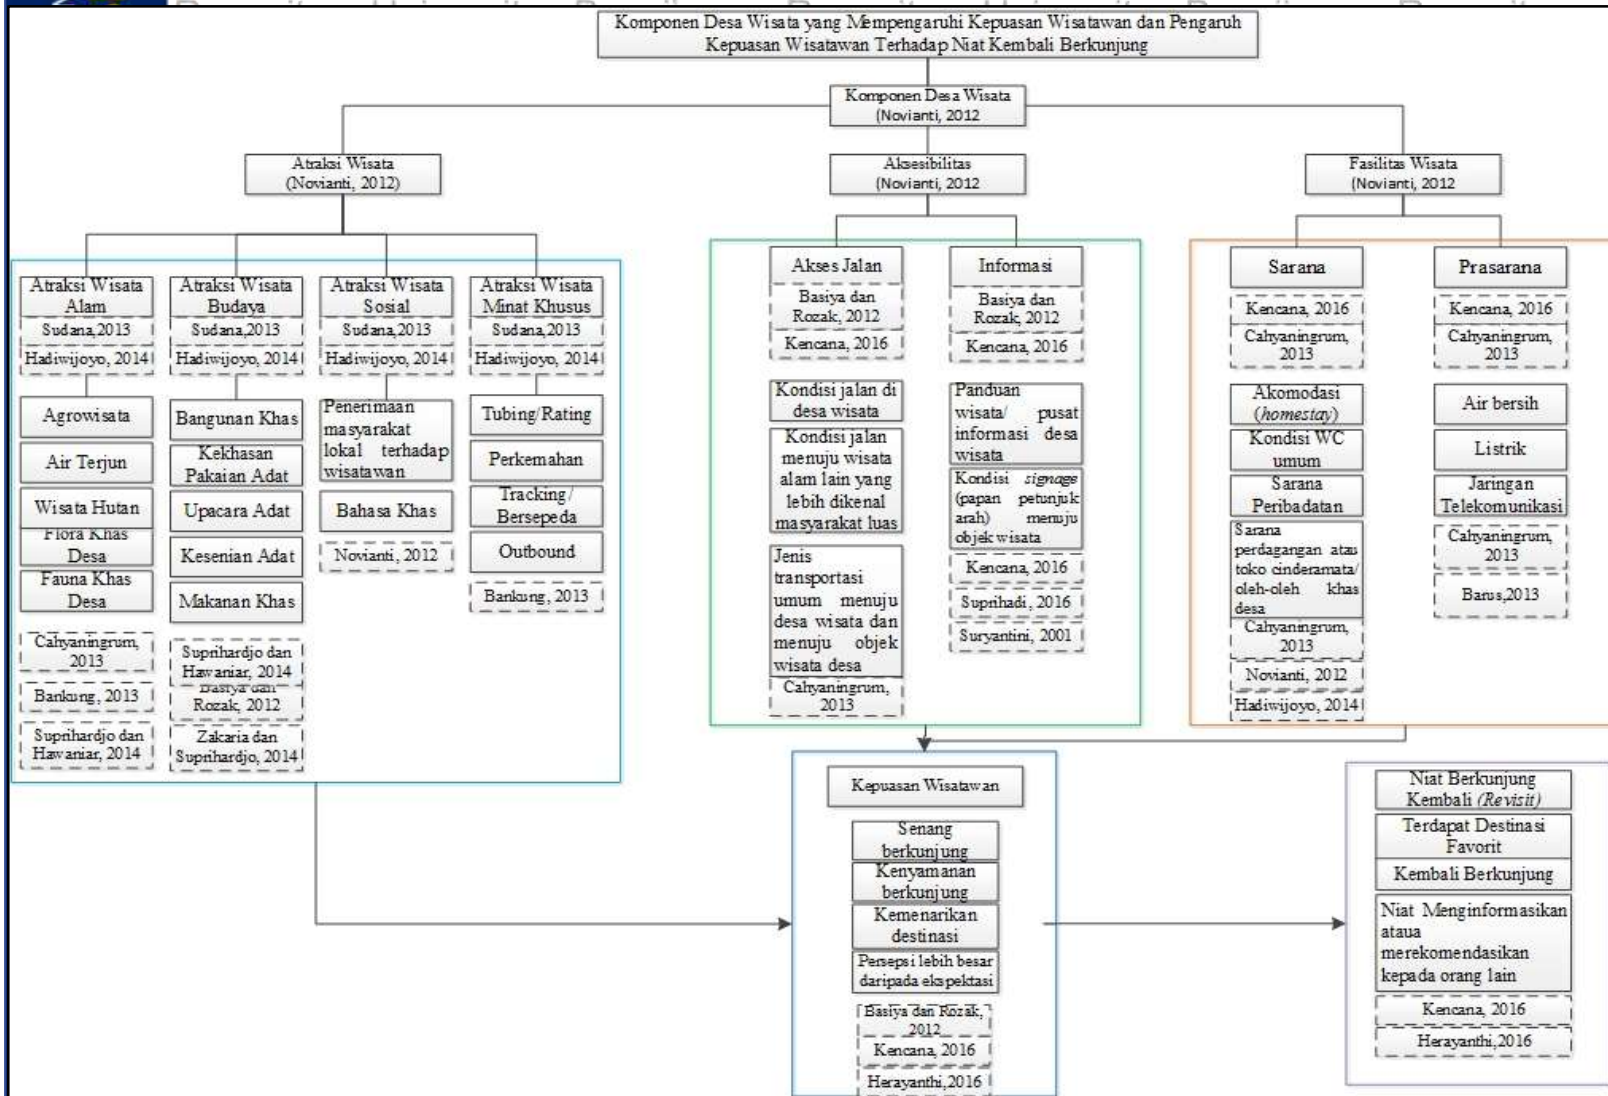 Komponen Desa Wisata yang Mempengaruhi Kepuasan Wisatawan dan Pengaruh
Kepuasan Wisatawan Terhadap Niat Kembali Berkunjung
Komponen Desa Wisata
(Novianti, 2012
Atraksi Wisata
(Novianti, 2012)
Aksesibilitas
(Novianti, 2012
Fasilitas Wisata
(Novianti, 2012
Atraksi Wisata
Alam
Sudana,2013
Hadiwijoyo, 2014
Agrowisata
Air Terjun
Wisata Hutan
Flora Khas
Desa
Fauna Khas
Desa
Cahyaningrum,
2013
Bankung, 2013
Suprihardjo dan
Hawaniar, 2014
Atraksi Wisata
Budaya
Sudana,2013
Hadiwijoyo, 2014
Bangunan Khas
Kekhasan
Pakaian Adat
Upacara Adat
Kesenian Adat
Makanan Khas
Suprihardjo dan
Hawaniar, 2014
Basiya dan
Rozak, 2012
Zakaria dan
Suprihardjo, 2014
Atraksi Wisata
Sosial
Sudana,2013
Hadiwijoyo, 2014
Penerimaan
masyarakat
lokal terhadap
wisatawan
Bahasa Khas
Novianti, 2012
Atraksi Wisata
Minat Khusus
Sudana,2013
Hadiwijoyo, 2014
Tubing/Rating
Perkemahan
Tracking/
Bersepeda
Outbound
Bankung, 2013
Akses Jalan
Basiya dan
Rozak, 2012
Kencana, 2016
Kondisi jalan di
desa wisata
Kondisi jalan
menuju wisata
alam lain yang
lebih dikenal
masyarakat luas
Jenis
transportasi
umum menuju
desa wisata dan
menuju objek
wisata desa
Cahyaningrum,
2013
Informasi
Basiya dan
Rozak, 2012
Kencana, 2016
Panduan
wisata/ pusat
informasi desa
wisata
Kondisi signage
(papan petunjuk
arah) menuju
objek wisata
Kencana, 2016
Suprihadi, 2016
Suryantini, 2001
Sarana
Kencana, 2016
Cahyaningrum,
2013
Akomodasi
(homestay)
Kondisi WC
umum
Sarana
Peribadatan
Sarana
perdagangan atau
toko cinderamata/
oleh-oleh khas
desa
Cahyaningrum,
2013
Novianti, 2012
Hadiwijoyo, 2014
Prasarana
Kencana, 2016
Cahyaningrum,
2013
Air bersih
Listrik
Jaringan
Telekomunikasi
Cahyaningrum,
2013
Barus,2013
Kepuasan Wisatawan
Senang
berkunjung
Kenyamanan
berkunjung
Kemenarikan
destinasi
Persepsi lebih besar
daripada ekspektasi
Basiya dan Rozak,
2012
Kencana, 2016
Herayanthi,2016
Niat Berkunjung
Kembali (Revisit)
Terdapat Destinasi
Favorit
Kembali Berkunjung
Niat Menginformasikan
ataua
merekomendasikan
kepada orang lain
Kencana, 2016
Herayanthi,2016